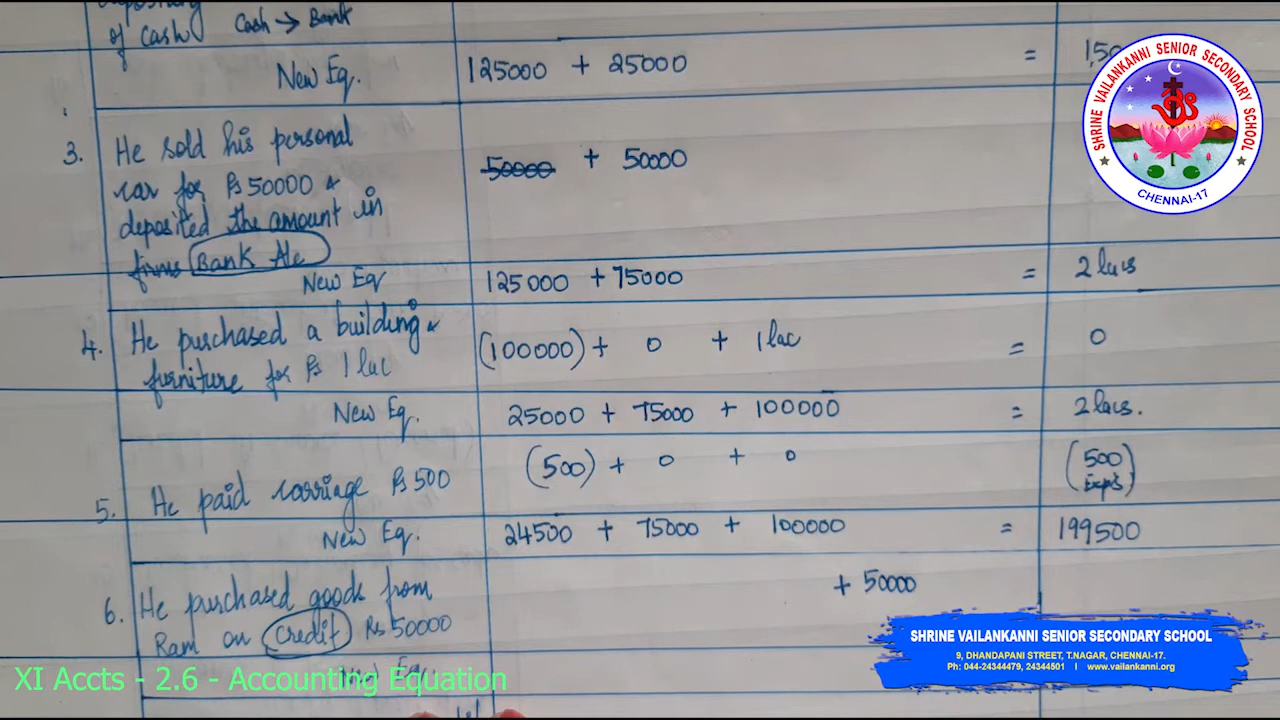 of cash) Cash → Bank
New Eq. 125000 + 25000 = 1,50
3. He sold his personal
car for Rs 50000 &
deposited the amount in
firms Bank A/c
50000 + 50000
New Eq 125000 + 75000 = 2 lacs
4. He purchased a building &
furniture for Rs 1 lac
(100000) + 0 + 1 lac = 0
New Eq. 25000 + 75000 + 100000 = 2 lacs.
5. He paid carriage Rs 500
(500) + 0 + 0 (500
Exp's)
New Eq. 24500 + 75000 + 100000 = 199500
6. He purchased goods from
Ram on Credit Rs 50000
+ 50000
New Eq.
SHRINE VAILANKANNI SENIOR SECONDARY SCHOOL
CHENNAI-17
SHRINE VAILANKANNI SENIOR SECONDARY SCHOOL
9, DHANDAPANI STREET, T.NAGAR, CHENNAI-17.
Ph: 044-24344479, 24344501 I www.vailankanni.org
XI Accts - 2.6 - Accounting Equation